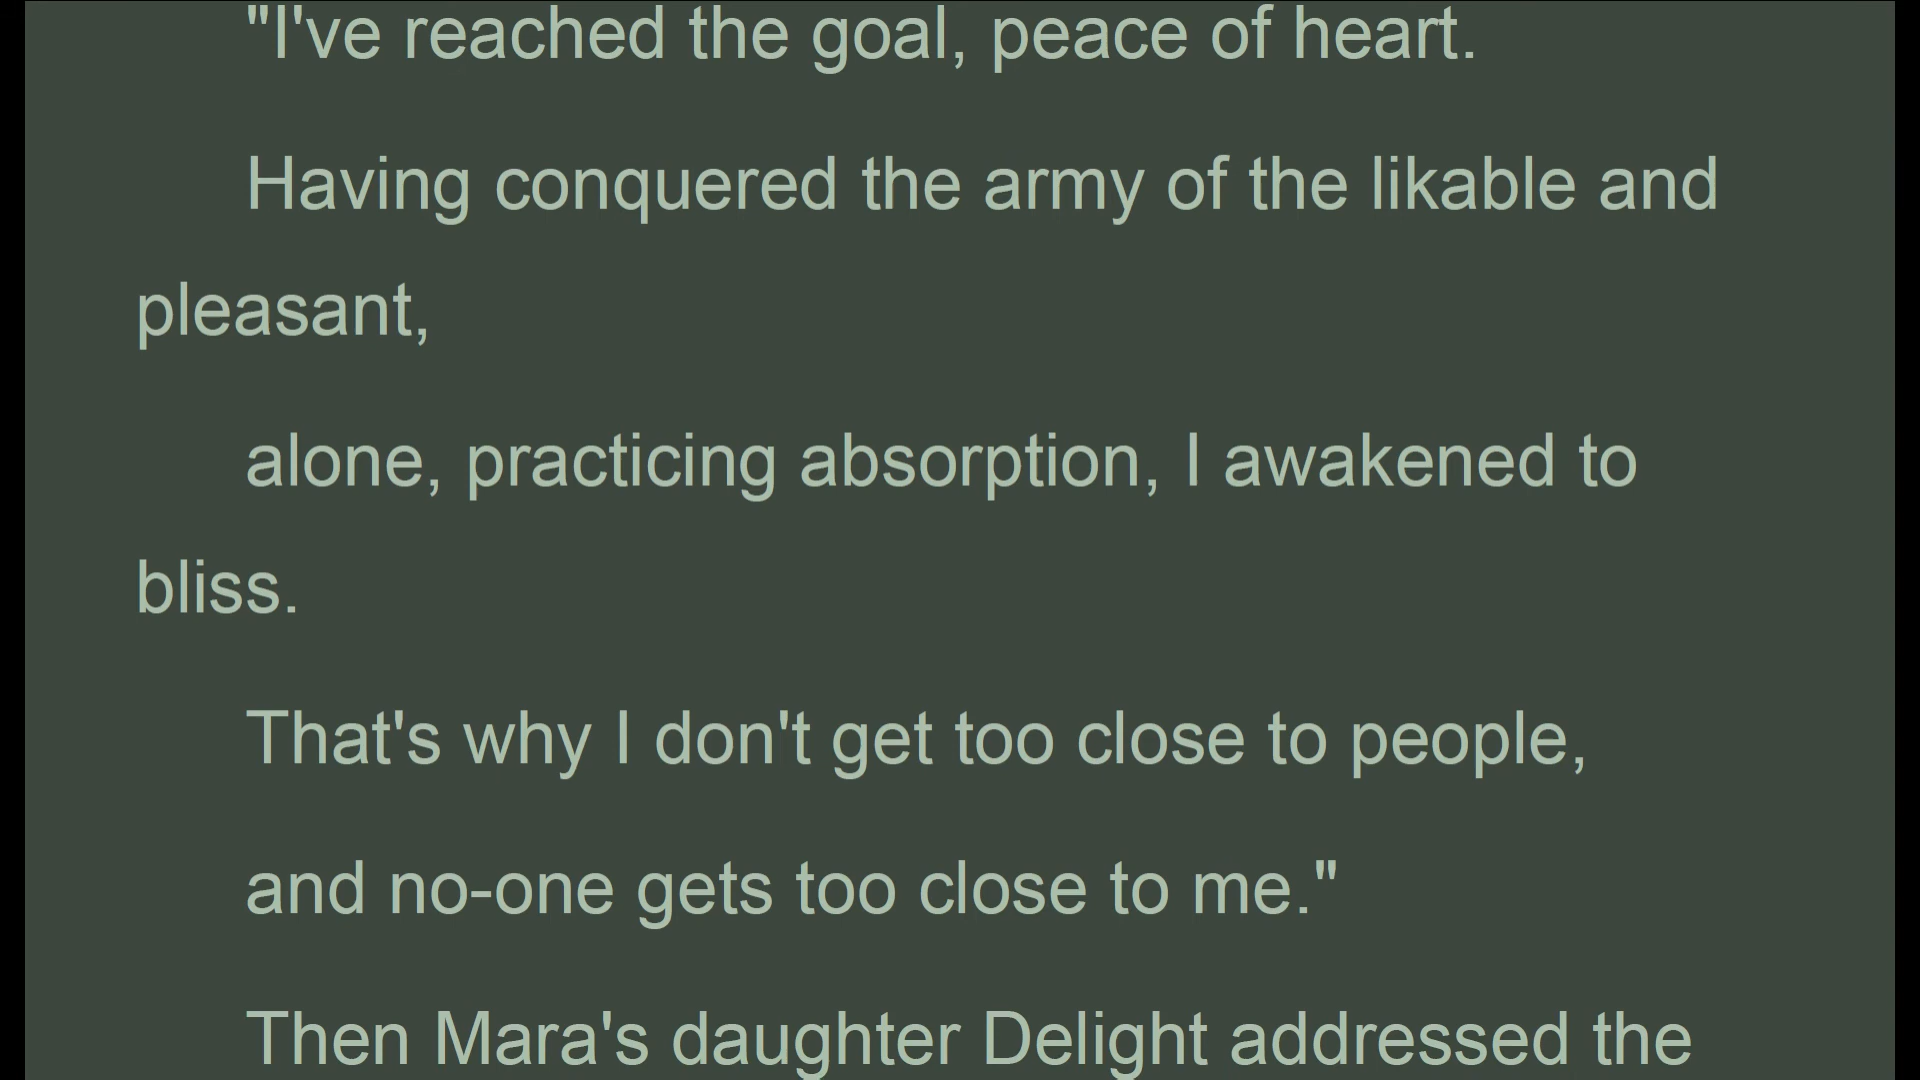 "I've reached the goal, peace of heart.
Having conquered the army of the likable and
pleasant,
alone, practicing absorption, I awakened to
bliss.
That's why I don't get too close to people,
and no-one gets too close to me."
Then Mara's daughter Delight addressed the